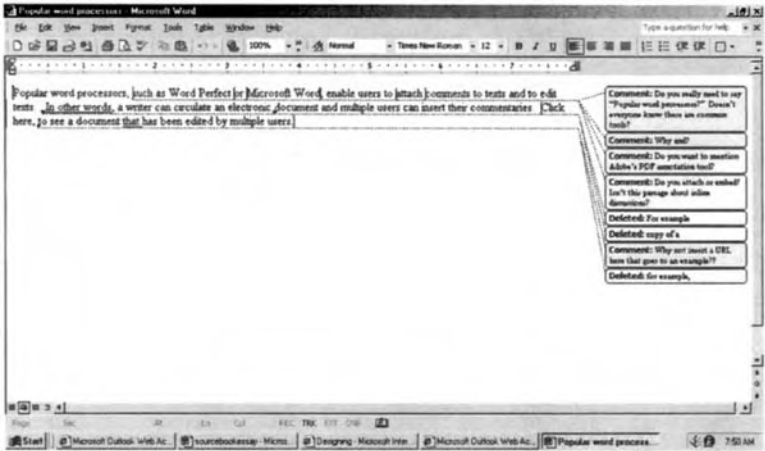 Popular word processors - Microsoft Word
File Edit View Insert Format Tools Table Window Help
Type a question for help
100% Normal Times New Roman 12 B I U
Popular word processors, such as Word Perfect or Microsoft Word, enable users to attach comments to texts and to edit
texts. In other words, a writer can circulate an electronic document and multiple users can insert their commentaries. Click
here, to see a document that has been edited by multiple users.
Comment: Do you really need to say
"Popular word processors?" Doesn't
everyone know these are common
tools?
Comment: Why and?
Comment: Do you want to mention
Adobe's PDF annotation tool?
Comment: Do you attach or embed?
Isn't this passage about inline
discussions?
Deleted: For example
Deleted: copy of a
Comment: Why not insert a URL
here that goes to an example??
Deleted: for example,
Page Sec At Ln Col REC TRK EXT OVR
Start Microsoft Outlook Web Ac... sourcebookessay - Micros... Designing - Microsoft Inter... Microsoft Outlook Web Ac... Popular word process... 7:50 AM